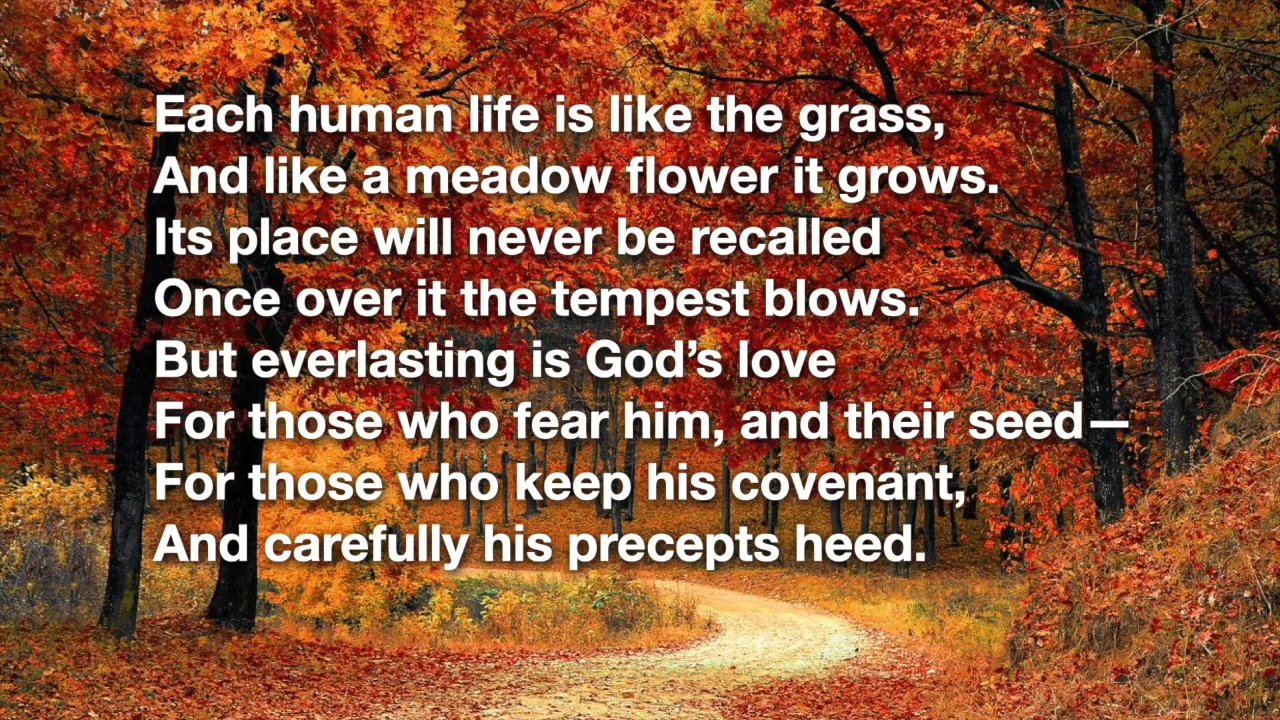 Each human life is like the grass,
And like a meadow flower it grows.
Its place will never be recalled
Once over it the tempest blows.
But everlasting is God’s love
For those who fear him, and their seed—
For those who keep his covenant,
And carefully his precepts heed.